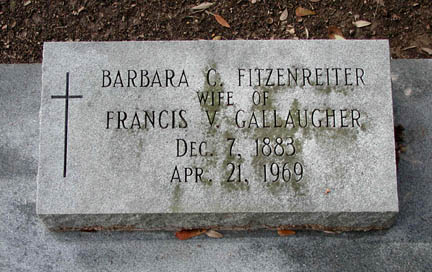 BARBARA C. FITZENREITER
WIFE OF
FRANCIS V. GALLAUGHER
DEC. 7, 1883
APR. 21, 1969